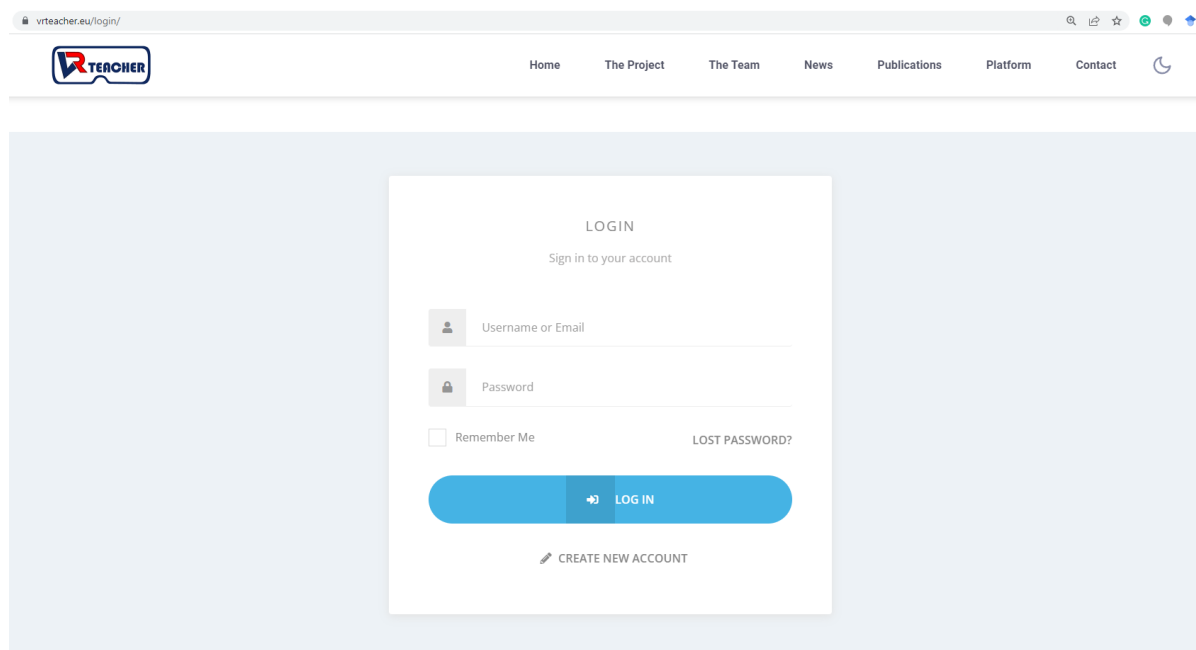 vrteacher.eu/login/
VR TEACHER
Home The Project The Team News Publications Platform Contact
LOGIN
Sign in to your account
Username or Email
Password
Remember Me LOST PASSWORD?
LOG IN
CREATE NEW ACCOUNT